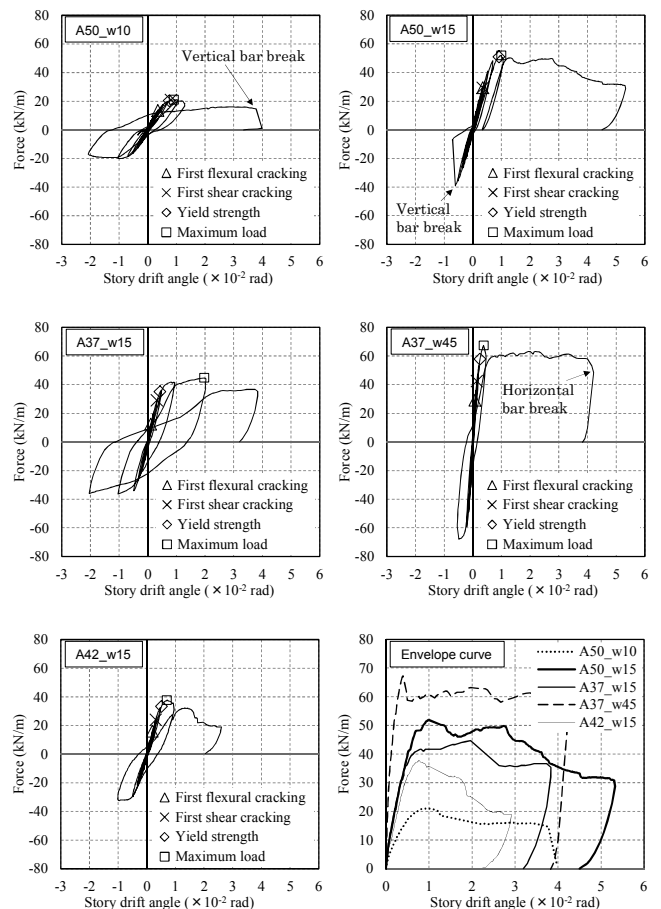 A50_w10
Vertical bar break
80
60
40
20
0
-20
-40
-60
-80
Force (kN/m)
△ First flexural cracking
× First shear cracking
◇ Yield strength
□ Maximum load
-3 -2 -1 0 1 2 3 4 5 6
Story drift angle (×10-2 rad)
A50_w15
80
60
40
20
0
-20
-40
-60
-80
Force (kN/m)
Vertical
bar break
△ First flexural cracking
× First shear cracking
◇ Yield strength
□ Maximum load
-3 -2 -1 0 1 2 3 4 5 6
Story drift angle (×10-2 rad)
A37_w15
80
60
40
20
0
-20
-40
-60
-80
Force (kN/m)
△ First flexural cracking
× First shear cracking
◇ Yield strength
□ Maximum load
-3 -2 -1 0 1 2 3 4 5 6
Story drift angle (×10-2 rad)
A37_w45
80
60
40
20
0
-20
-40
-60
-80
Force (kN/m)
Horizontal
bar break
△ First flexural cracking
× First shear cracking
◇ Yield strength
□ Maximum load
-3 -2 -1 0 1 2 3 4 5 6
Story drift angle (×10-2 rad)
A42_w15
80
60
40
20
0
-20
-40
-60
-80
Force (kN/m)
△ First flexural cracking
× First shear cracking
◇ Yield strength
□ Maximum load
-3 -2 -1 0 1 2 3 4 5 6
Story drift angle (×10-2 rad)
Envelope curve
A50_w10
A50_w15
A37_w15
A37_w45
A42_w15
80
70
60
50
40
30
20
10
0
Force (kN/m)
0 1 2 3 4 5 6
Story drift angle (×10-2 rad)